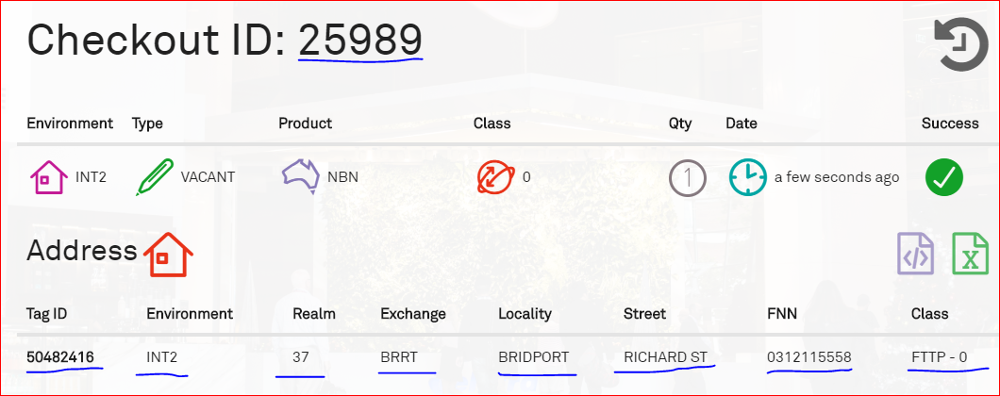 Checkout ID: 25989
Environment Type Product Class Qty Date Success
INT2 VACANT NBN 0 1 a few seconds ago
Address </> X
Tag ID Environment Realm Exchange Locality Street FNN Class
50482416 INT2 37 BRRT BRIDPORT RICHARD ST 0312115558 FTTP - 0